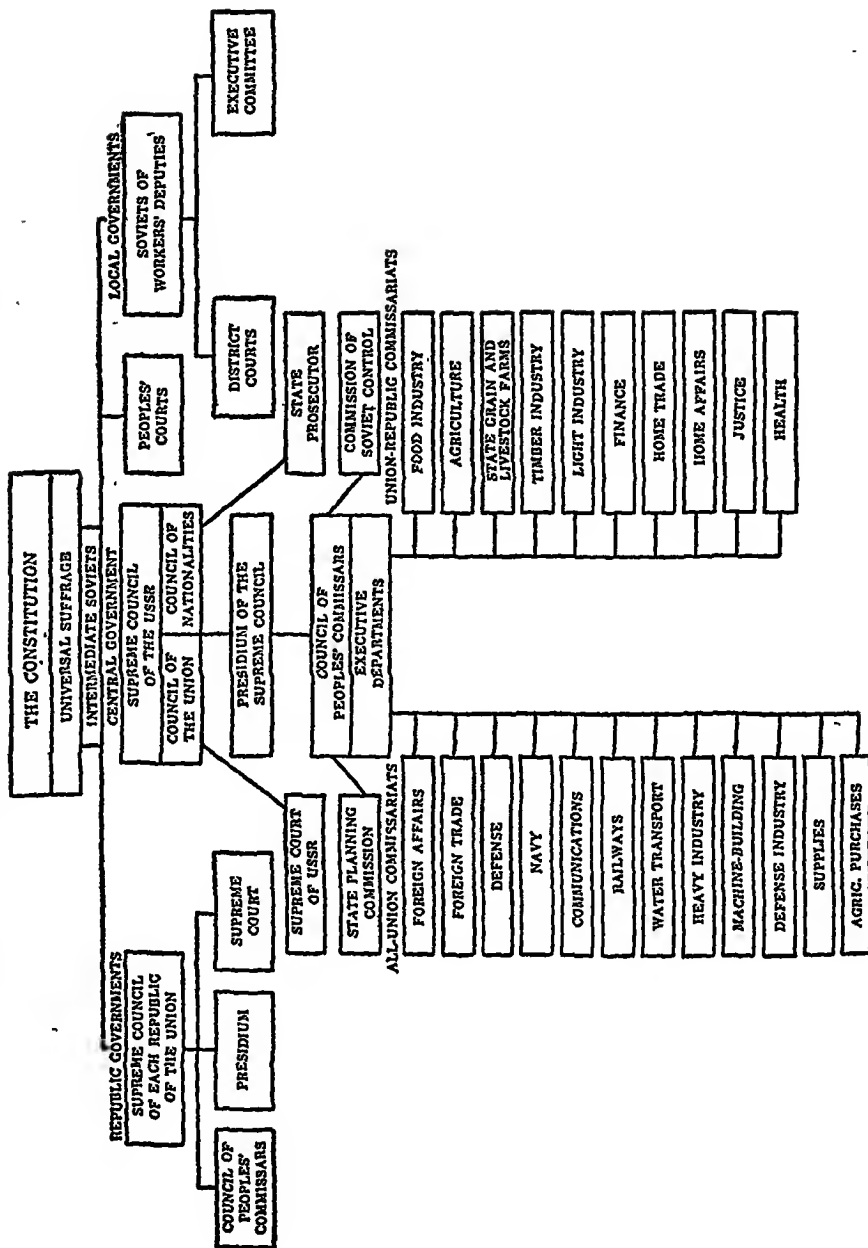 THE CONSTITUTION
UNIVERSAL SUFFRAGE
INTERMEDIATE SOVIETS
REPUBLIC GOVERNMENTS
SUPREME COUNCIL
OF EACH REPUBLIC
OF THE UNION
COUNCIL OF
PEOPLES'
COMMISSARS
PRESIDIUM
SUPREME
COURT
CENTRAL GOVERNMENT
SUPREME COUNCIL
OF THE USSR
COUNCIL OF
THE UNION
COUNCIL OF
NATIONALITIES
PEOPLES'
COURTS
LOCAL GOVERNMENTS
SOVIETS OF
WORKERS' DEPUTIES'
DISTRICT COURTS
EXECUTIVE
COMMITTEE
PRESIDIUM OF THE
SUPREME COUNCIL
SUPREME COURT
OF USSR
STATE
PROSECUTOR
STATE PLANNING
COMMISSION
COUNCIL OF
PEOPLES' COMMISSARS
EXECUTIVE
DEPARTMENTS
COMMISSION OF
SOVIET CONTROL
ALL-UNION COMMISSARIATS
FOREIGN AFFAIRS
FOREIGN TRADE
DEFENSE
NAVY
COMMUNICATIONS
RAILWAYS
WATER TRANSPORT
HEAVY INDUSTRY
MACHINE-BUILDING
DEFENSE INDUSTRY
SUPPLIES
AGRIC. PURCHASES
UNION-REPUBLIC COMMISSARIATS
FOOD INDUSTRY
AGRICULTURE
STATE GRAIN AND
LIVESTOCK FARMS
TIMBER INDUSTRY
LIGHT INDUSTRY
FINANCE
HOME TRADE
HOME AFFAIRS
JUSTICE
HEALTH